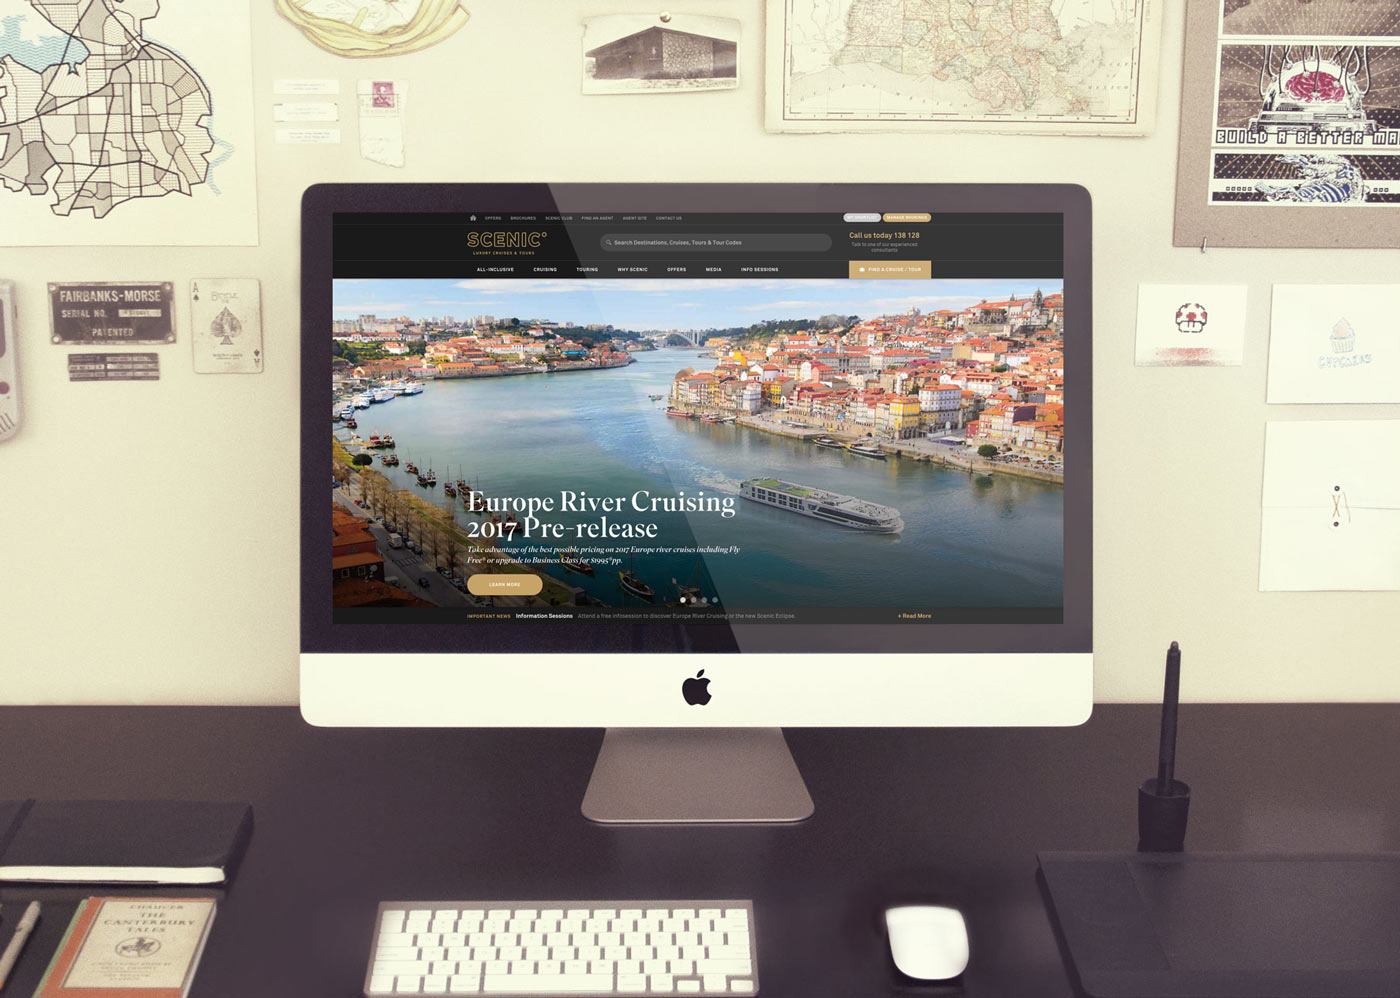 BUILD A BETTER MA
FAIRBANKS-MORSE
SERIAL NO.
PATENTED
A
OFFERS BROCHURES SCENIC CLUB FIND AN AGENT AGENT SITE CONTACT US
MY SHORTLIST MANAGE BOOKINGS
SCENIC
LUXURY CRUISES & TOURS
Search Destinations, Cruises, Tours & Tour Codes
Call us today 138 128
Talk to one of our experienced
consultants
ALL-INCLUSIVE CRUISING TOURING WHY SCENIC OFFERS MEDIA INFO SESSIONS
FIND A CRUISE / TOUR
Europe River Cruising
2017 Pre-release
Take advantage of the best possible pricing on 2017 Europe river cruises including Fly
Free* or upgrade to Business Class for $1995*pp.
LEARN MORE
IMPORTANT NEWS Information Sessions Attend a free infosession to discover Europe River Cruising or the new Scenic Eclipse.
+ Read More
CUPCAKES
CHAUCER
THE
CANTERBURY
TALES